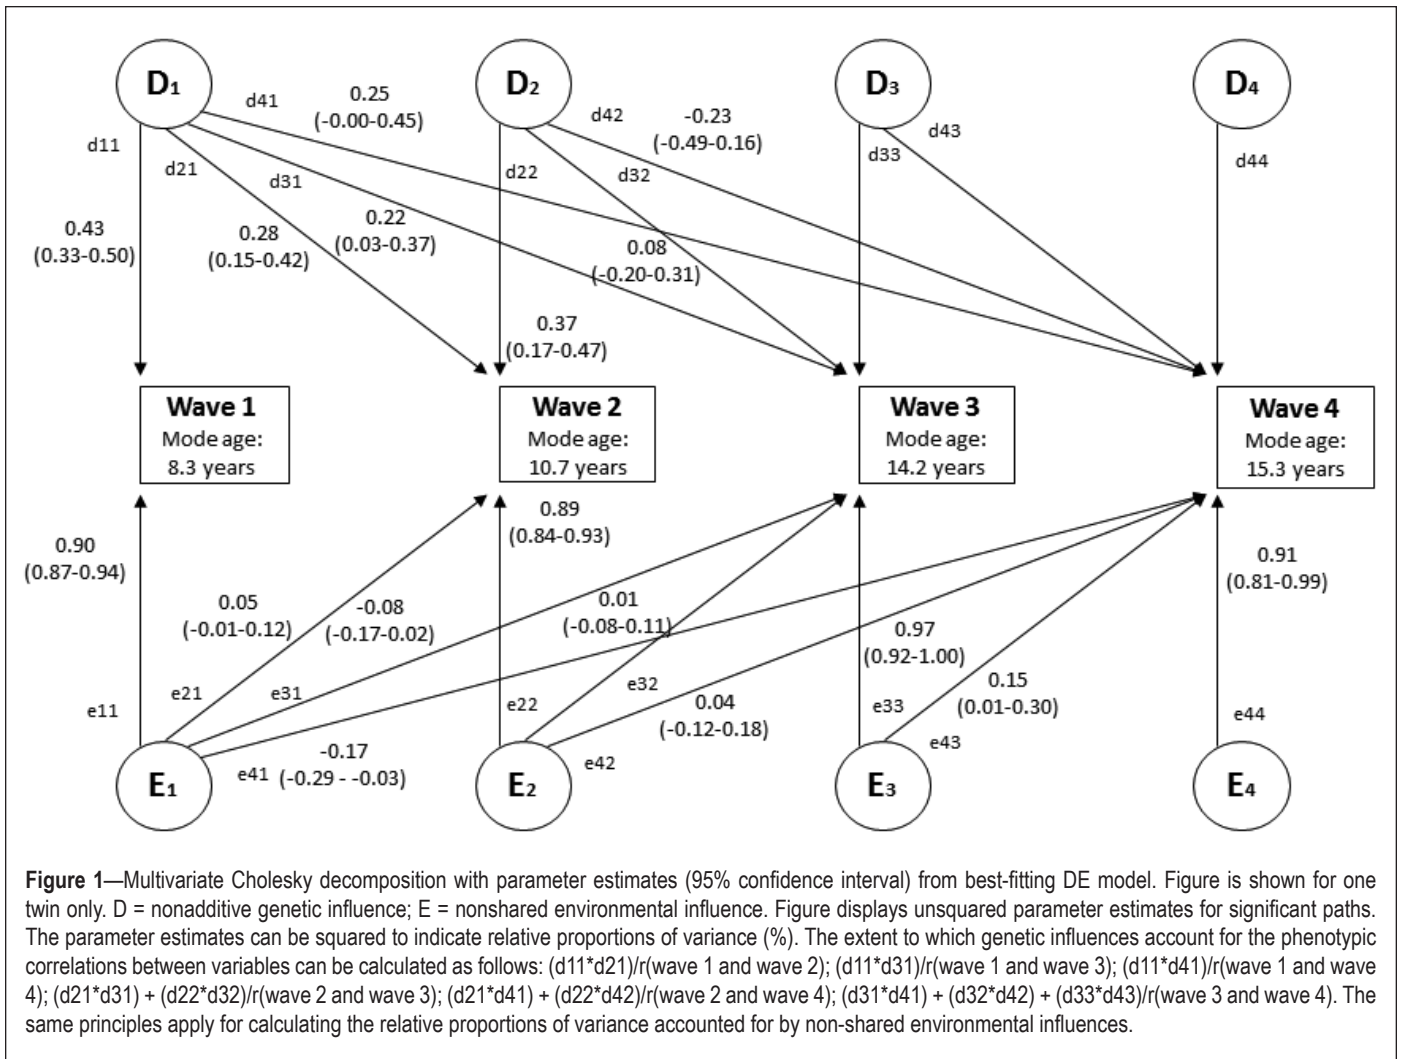 D1
D2
D3
D4
d41
0.25
(-0.00-0.45)
d42
-0.23
(-0.49-0.16)
d43
d11
d21
d31
d22
d32
d33
d44
0.43
(0.33-0.50)
0.28
(0.15-0.42)
0.22
(0.03-0.37)
0.08
(-0.20-0.31)
0.37
(0.17-0.47)
Wave 1
Mode age:
8.3 years
Wave 2
Mode age:
10.7 years
Wave 3
Mode age:
14.2 years
Wave 4
Mode age:
15.3 years
0.90
(0.87-0.94)
0.89
(0.84-0.93)
0.91
(0.81-0.99)
0.05
(-0.01-0.12)
-0.08
(-0.17-0.02)
0.01
(-0.08-0.11)
0.97
(0.92-1.00)
0.15
(0.01-0.30)
0.04
(-0.12-0.18)
e11
e21
e31
e22
e32
e33
e43
e44
-0.17
(-0.29 - -0.03)
e41
e42
E1
E2
E3
E4
Figure 1—Multivariate Cholesky decomposition with parameter estimates (95% confidence interval) from best-fitting DE model. Figure is shown for one
twin only. D = nonadditive genetic influence; E = nonshared environmental influence. Figure displays unsquared parameter estimates for significant paths.
The parameter estimates can be squared to indicate relative proportions of variance (%). The extent to which genetic influences account for the phenotypic
correlations between variables can be calculated as follows: (d11*d21)/r(wave 1 and wave 2); (d11*d31)/r(wave 1 and wave 3); (d11*d41)/r(wave 1 and wave
4); (d21*d31) + (d22*d32)/r(wave 2 and wave 3); (d21*d41) + (d22*d42)/r(wave 2 and wave 4); (d31*d41) + (d32*d42) + (d33*d43)/r(wave 3 and wave 4). The
same principles apply for calculating the relative proportions of variance accounted for by non-shared environmental influences.